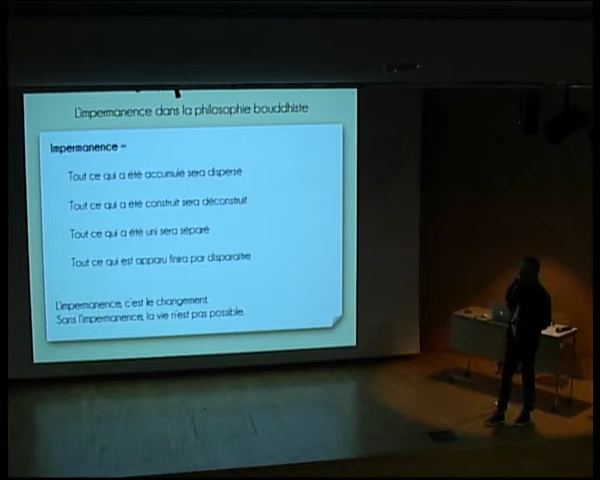 L'impermanence dans la philosophie bouddhiste
Impermanence =
Tout ce qui a été accumulé sera dispersé
Tout ce qui a été construit sera déconstruit
Tout ce qui a été uni sera séparé
Tout ce qui est apparu finira par disparaître
L'impermanence, c'est le changement.
Sans l'impermanence, la vie n'est pas possible.